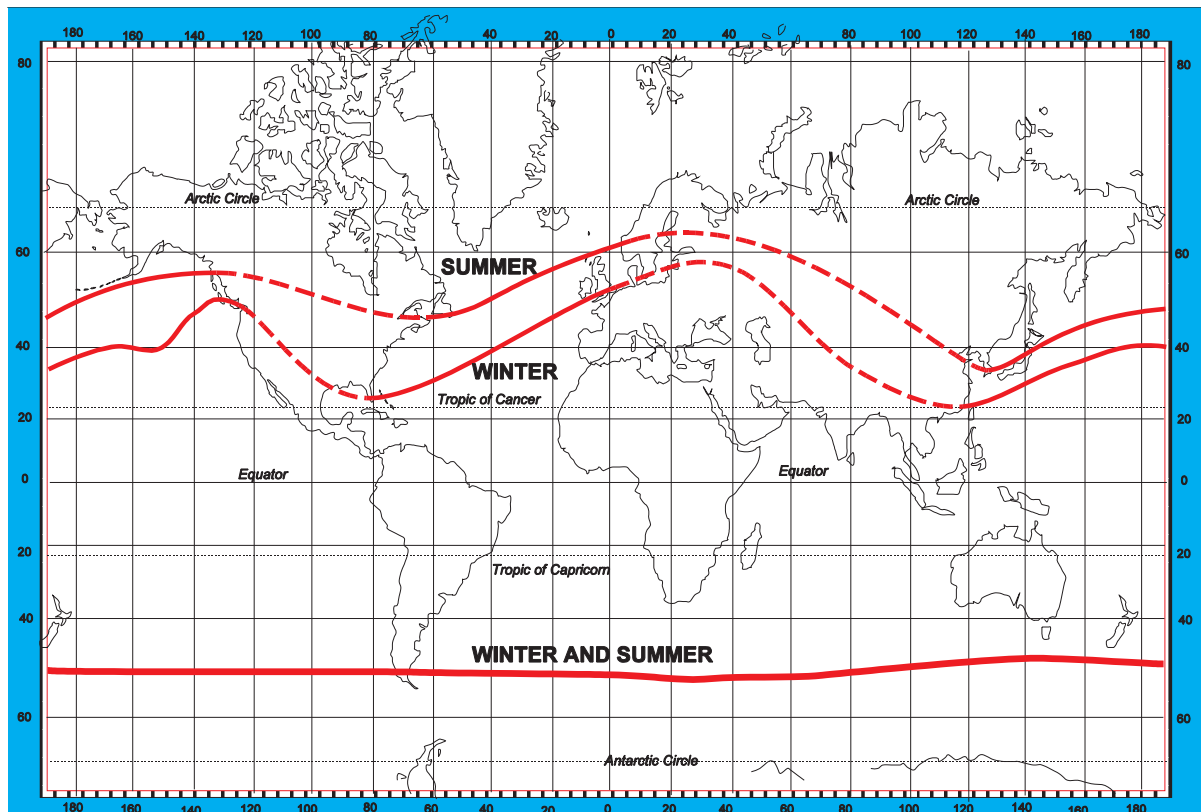 180 160 140 120 100 80 60 40 20 0 20 40 60 80 100 120 140 160 180
80 80
Arctic Circle Arctic Circle
60 60
SUMMER
40 40
WINTER
Tropic of Cancer
20 20
Equator Equator
0 0
20 20
Tropic of Capricorn
40 40
WINTER AND SUMMER
60 60
Antarctic Circle
180 160 140 120 100 80 60 40 20 0 20 40 60 80 100 120 140 160 180